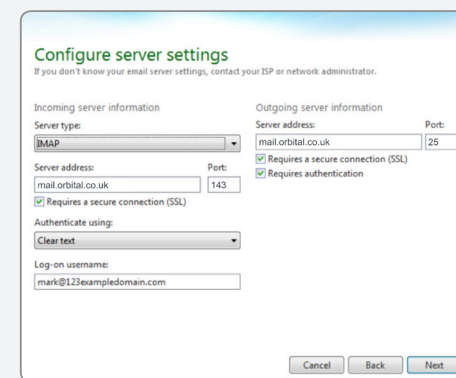 Configure server settings
If you don't know your email server settings, contact your ISP or network administrator.
Incoming server information
Server type:
IMAP
Server address: Port:
mail.orbital.co.uk 143
Requires a secure connection (SSL)
Authenticate using:
Clear text
Log-on username:
mark@123exampledomain.com
Outgoing server information
Server address: Port:
mail.orbital.co.uk 25
Requires a secure connection (SSL)
Requires authentication
Cancel Back Next